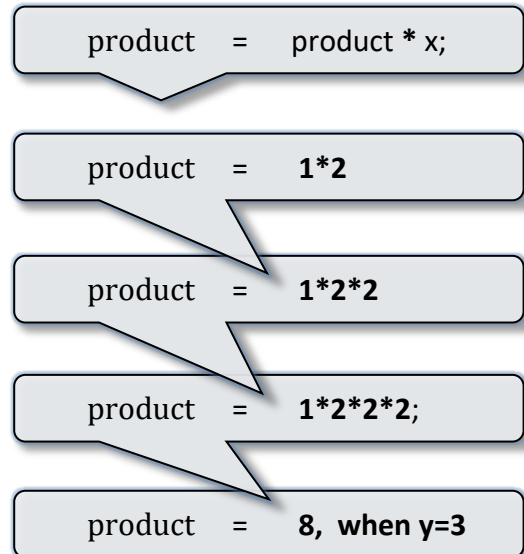 product = product * x;
product = 1*2
product = 1*2*2
product = 1*2*2*2;
product = 8, when y=3